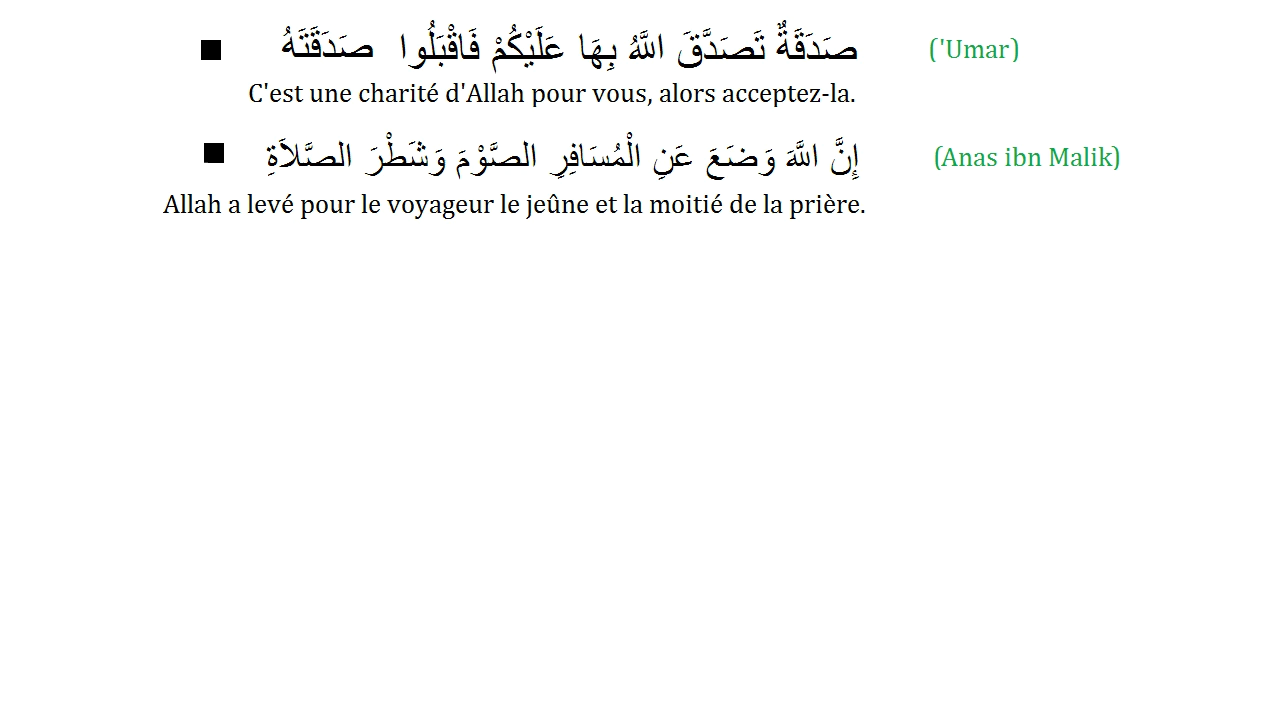 ■ صَدَقَةٌ تَصَدَّقَ اللَّهُ بِهَا عَلَيْكُمْ فَاقْبَلُوا صَدَقَتَهُ ('Umar)
C'est une charité d'Allah pour vous, alors acceptez-la.
■ إِنَّ اللَّهَ وَضَعَ عَنِ الْمُسَافِرِ الصَّوْمَ وَشَطْرَ الصَّلاَةِ (Anas ibn Malik)
Allah a levé pour le voyageur le jeûne et la moitié de la prière.